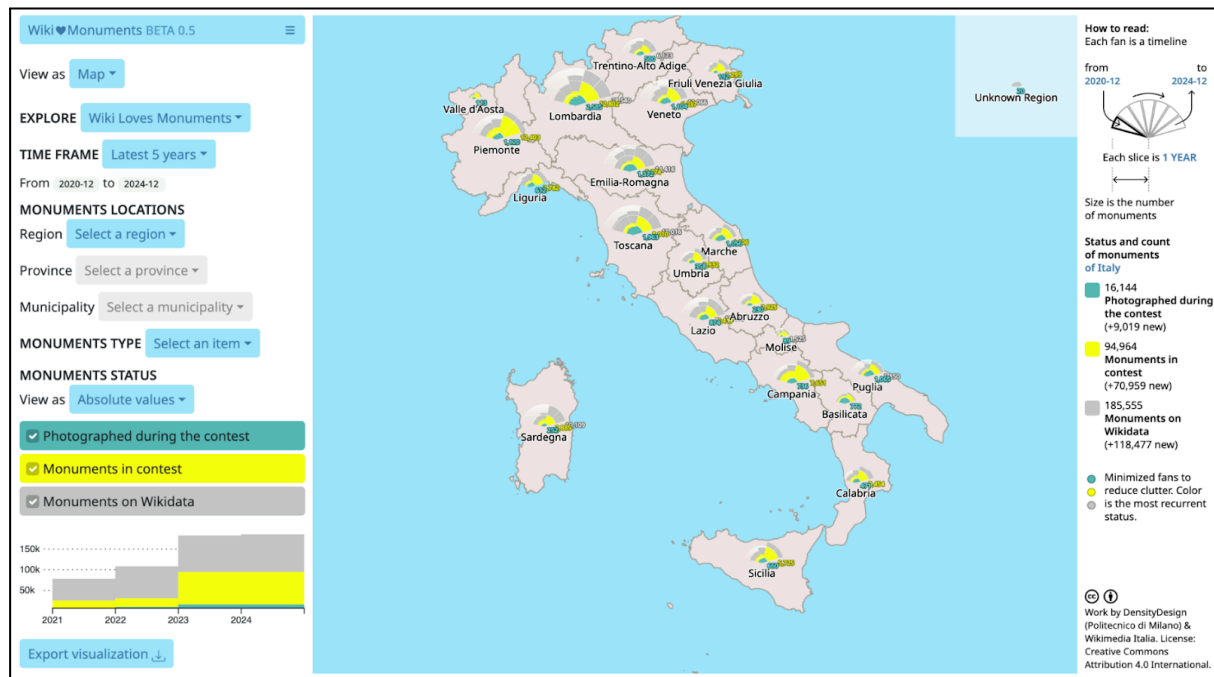 Wiki♥Monuments BETA 0.5
View as Map
EXPLORE Wiki Loves Monuments
TIME FRAME Latest 5 years
From 2020-12 to 2024-12
MONUMENTS LOCATIONS
Region Select a region
Province Select a province
Municipality Select a municipality
MONUMENTS TYPE Select an item
MONUMENTS STATUS
View as Absolute values
Photographed during the contest
Monuments in contest
Monuments on Wikidata
150k
100k
50k
2021 2022 2023 2024
Export visualization
Trentino-Alto Adige
Friuli Venezia Giulia
Valle d'Aosta
Lombardia
Veneto
Piemonte
Emilia-Romagna
Liguria
Toscana
Marche
Umbria
Lazio
Abruzzo
Molise
Campania
Puglia
Basilicata
Sardegna
Calabria
Sicilia
Unknown Region
How to read:
Each fan is a timeline
from to
2020-12 2024-12
Each slice is 1 YEAR
Size is the number
of monuments
Status and count
of monuments
of Italy
16,144
Photographed during
the contest
(+9,019 new)
94,964
Monuments in
contest
(+70,959 new)
185,555
Monuments on
Wikidata
(+118,477 new)
Minimized fans to
reduce clutter. Color
is the most recurrent
status.
Work by DensityDesign
(Politecnico di Milano) &
Wikimedia Italia. License:
Creative Commons
Attribution 4.0 International.